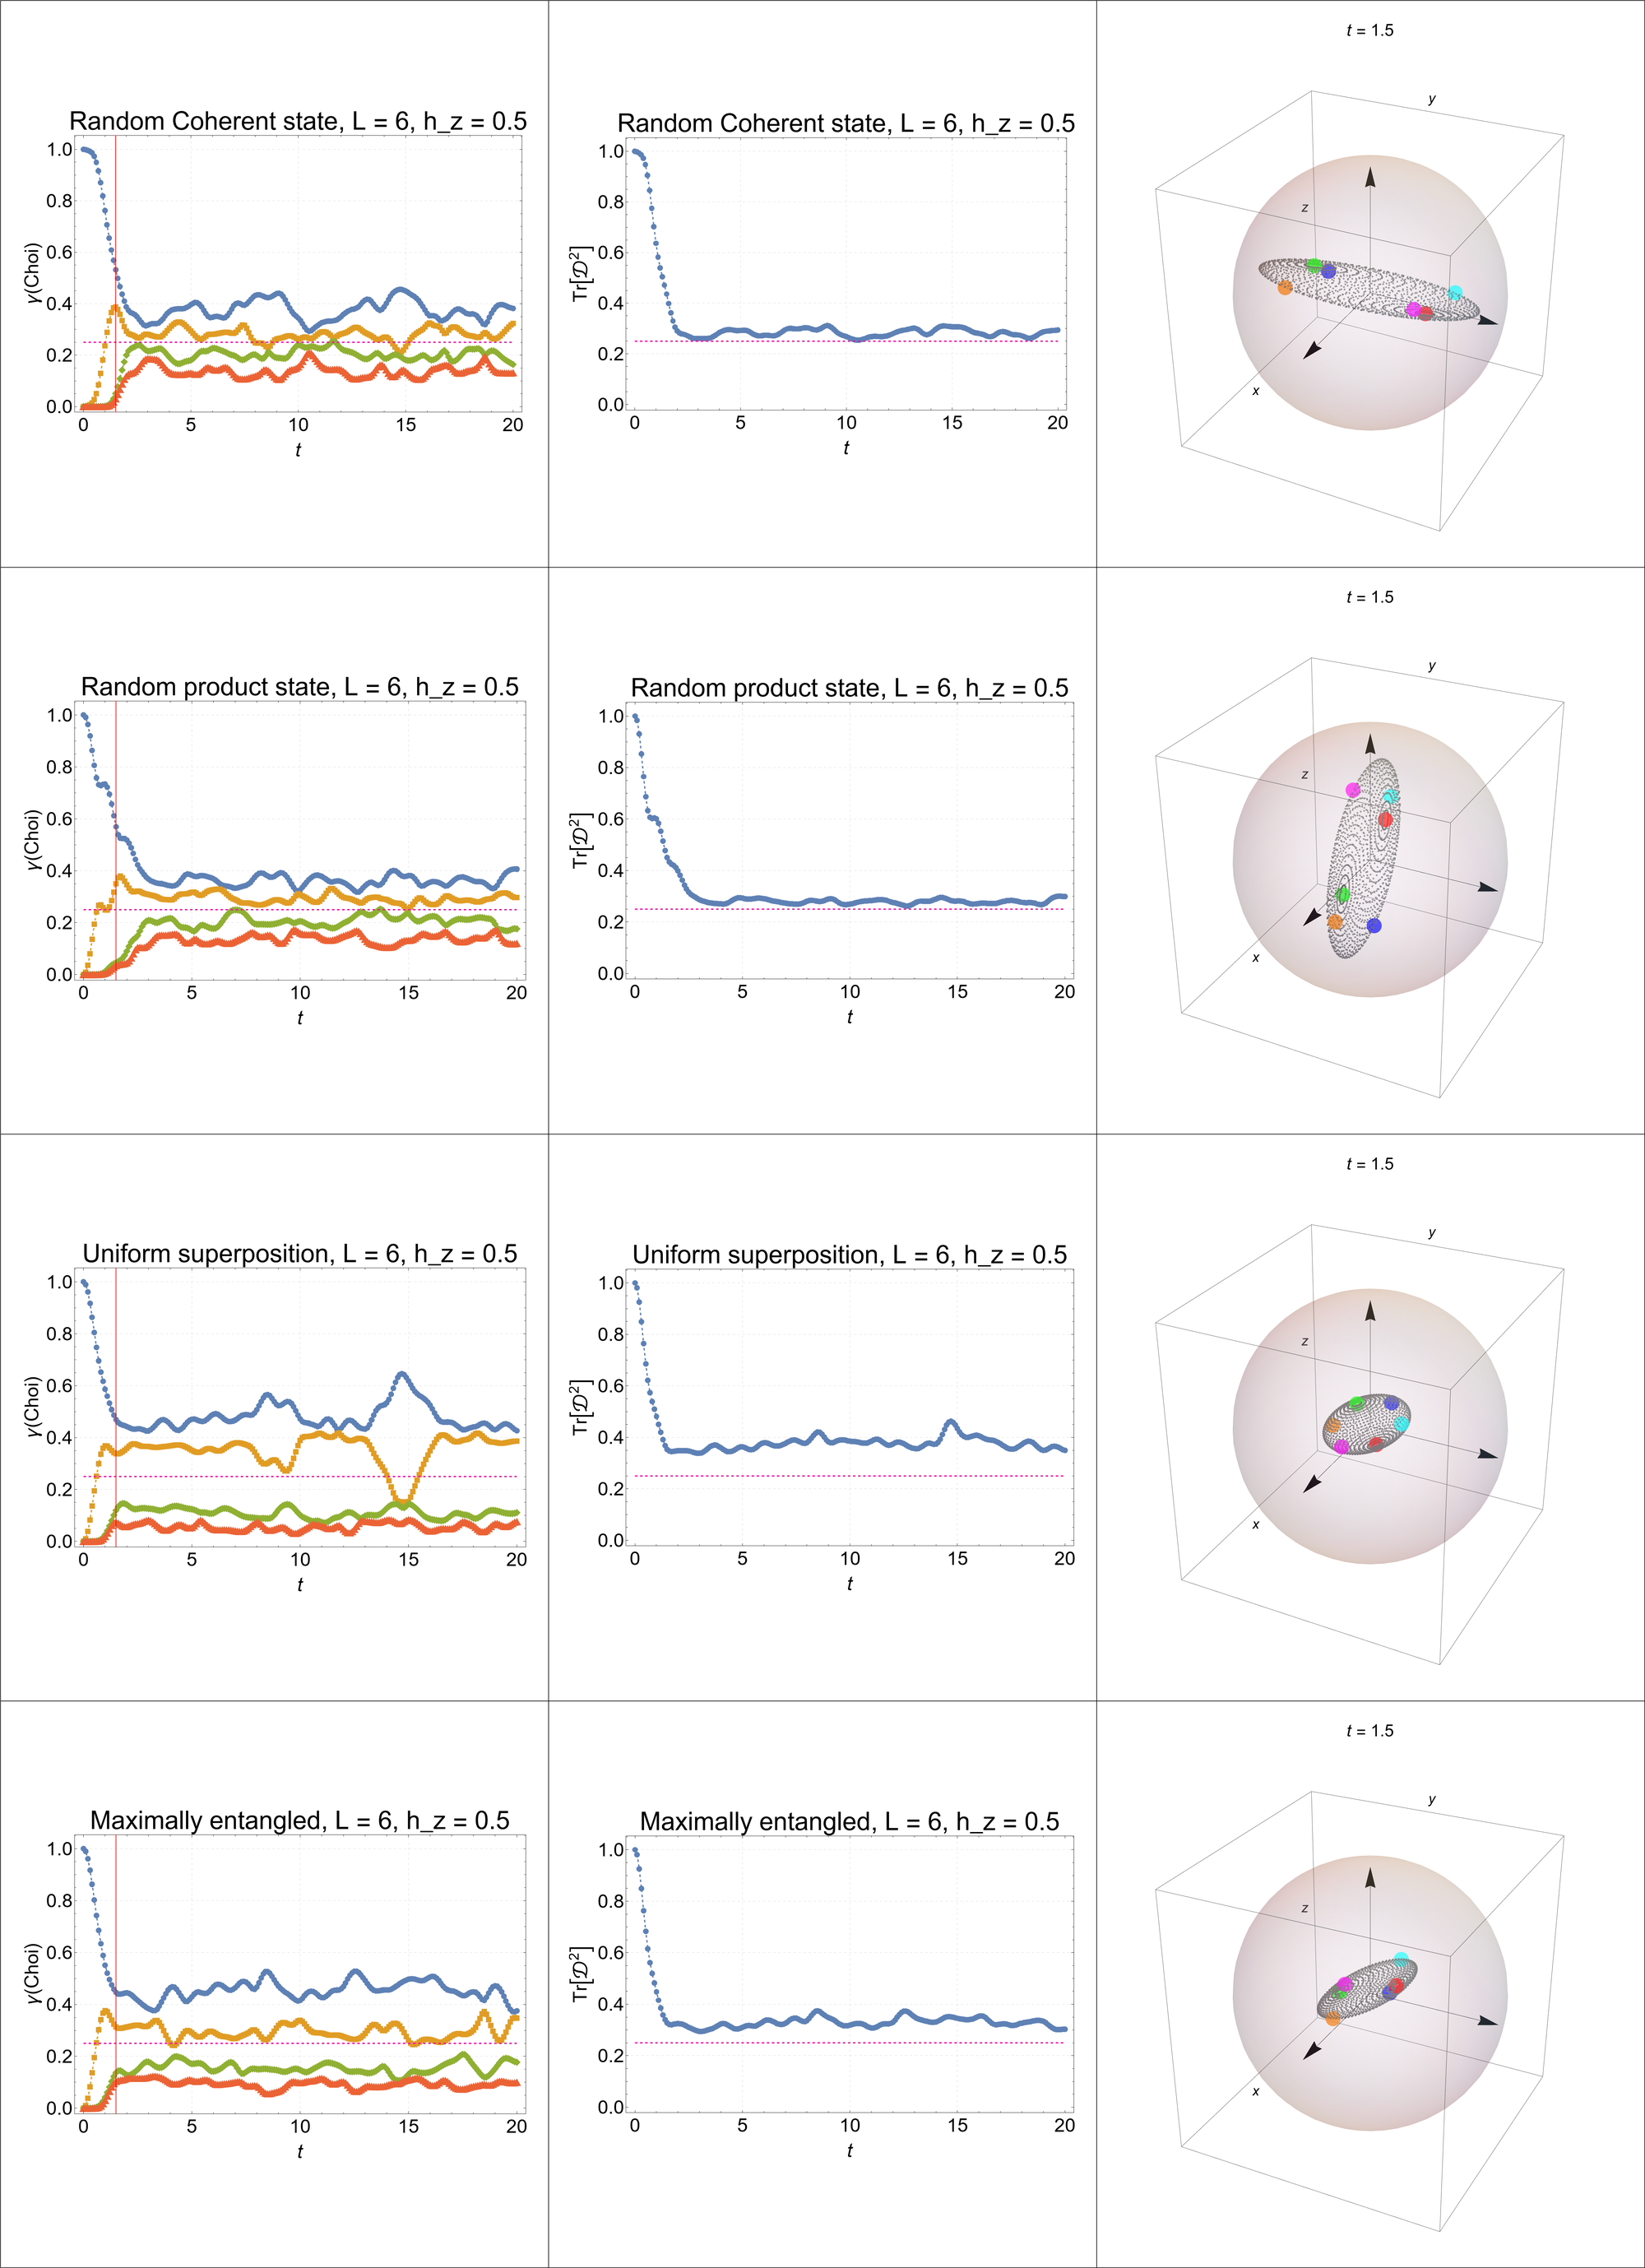 Random Coherent state, L = 6, h_z = 0.5
γ(Choi)
1.0
0.8
0.6
0.4
0.2
0.0
0 5 10 15 20
t
Random Coherent state, L = 6, h_z = 0.5
Tr[𝒟²]
1.0
0.8
0.6
0.4
0.2
0.0
0 5 10 15 20
t
t = 1.5
y
z
x
Random product state, L = 6, h_z = 0.5
γ(Choi)
1.0
0.8
0.6
0.4
0.2
0.0
0 5 10 15 20
t
Random product state, L = 6, h_z = 0.5
Tr[𝒟²]
1.0
0.8
0.6
0.4
0.2
0.0
0 5 10 15 20
t
t = 1.5
y
z
x
Uniform superposition, L = 6, h_z = 0.5
γ(Choi)
1.0
0.8
0.6
0.4
0.2
0.0
0 5 10 15 20
t
Uniform superposition, L = 6, h_z = 0.5
Tr[𝒟²]
1.0
0.8
0.6
0.4
0.2
0.0
0 5 10 15 20
t
t = 1.5
y
z
x
Maximally entangled, L = 6, h_z = 0.5
γ(Choi)
1.0
0.8
0.6
0.4
0.2
0.0
0 5 10 15 20
t
Maximally entangled, L = 6, h_z = 0.5
Tr[𝒟²]
1.0
0.8
0.6
0.4
0.2
0.0
0 5 10 15 20
t
t = 1.5
y
z
x